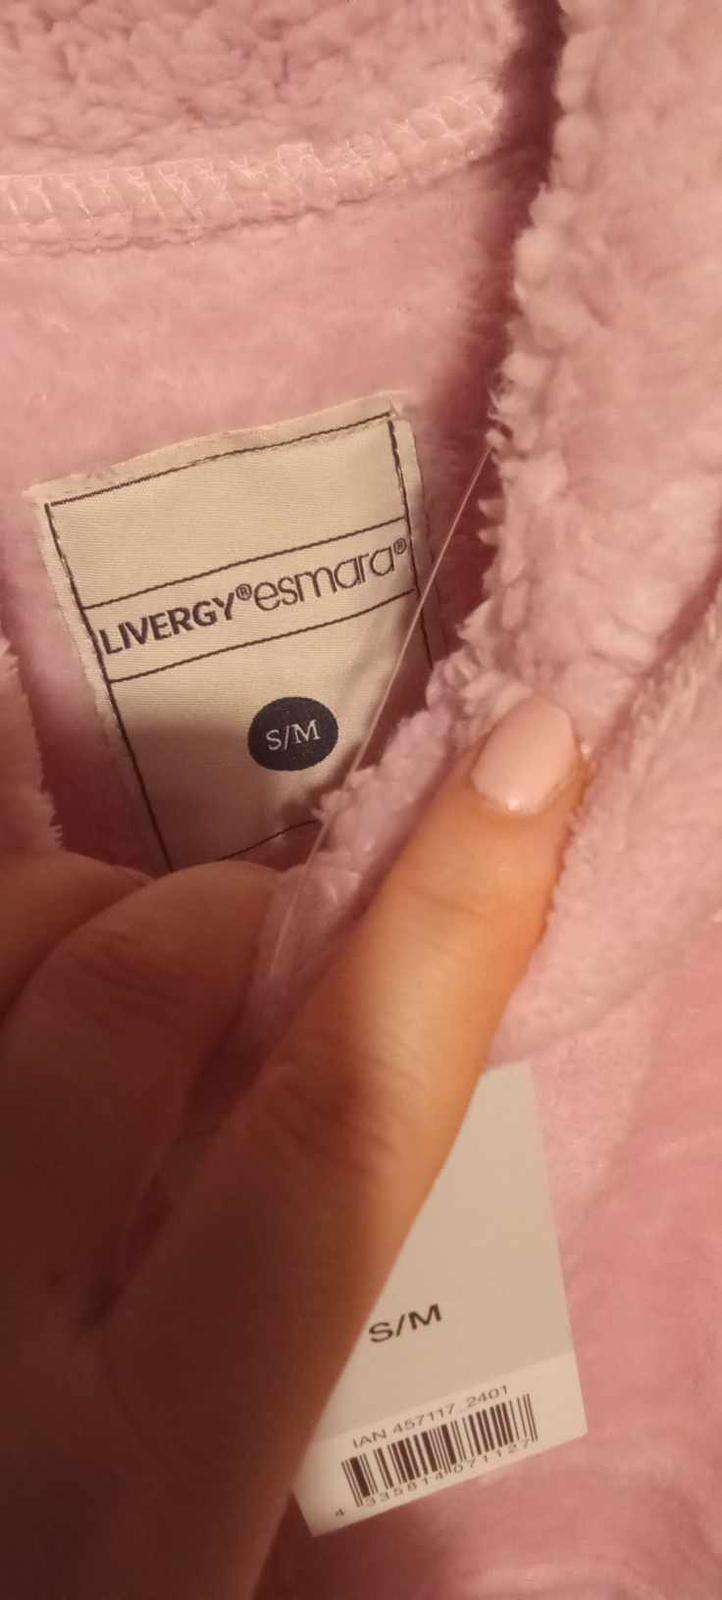 LIVERGY® esmara®
S/M
S/M
IAN 457117_2401
4 335814 071127